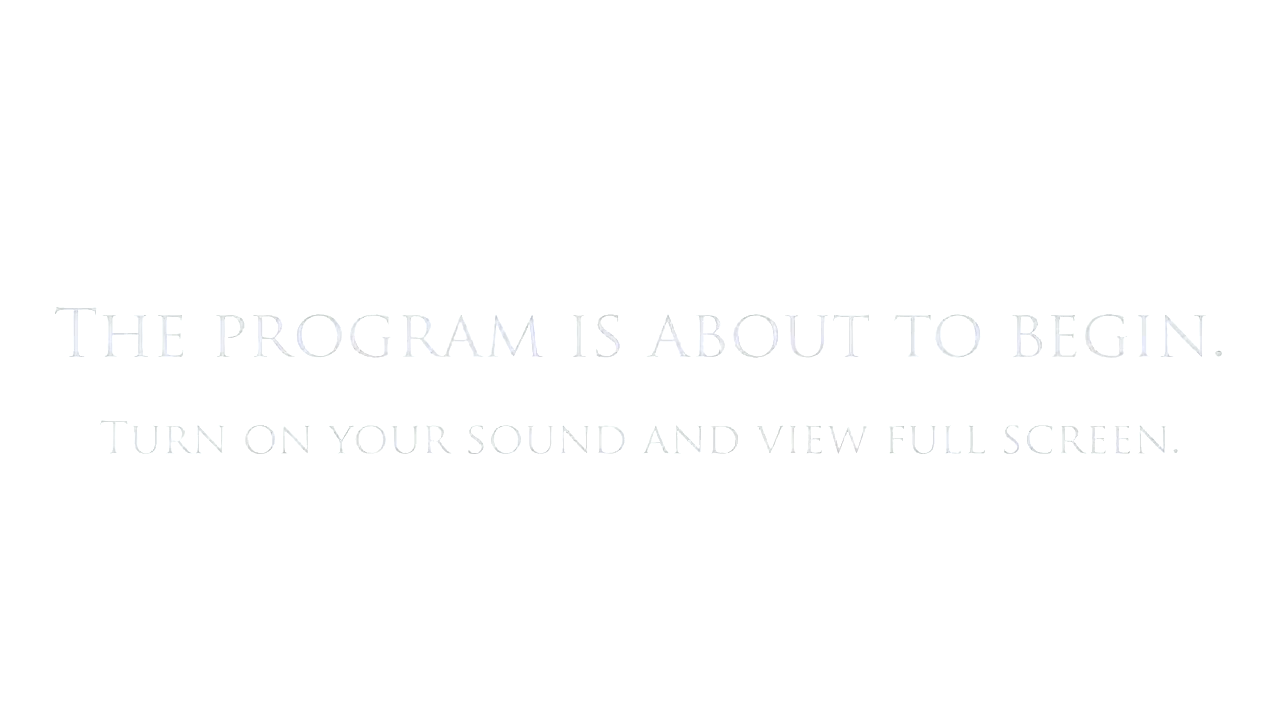 The program is about to begin.
Turn on your sound and view full screen.